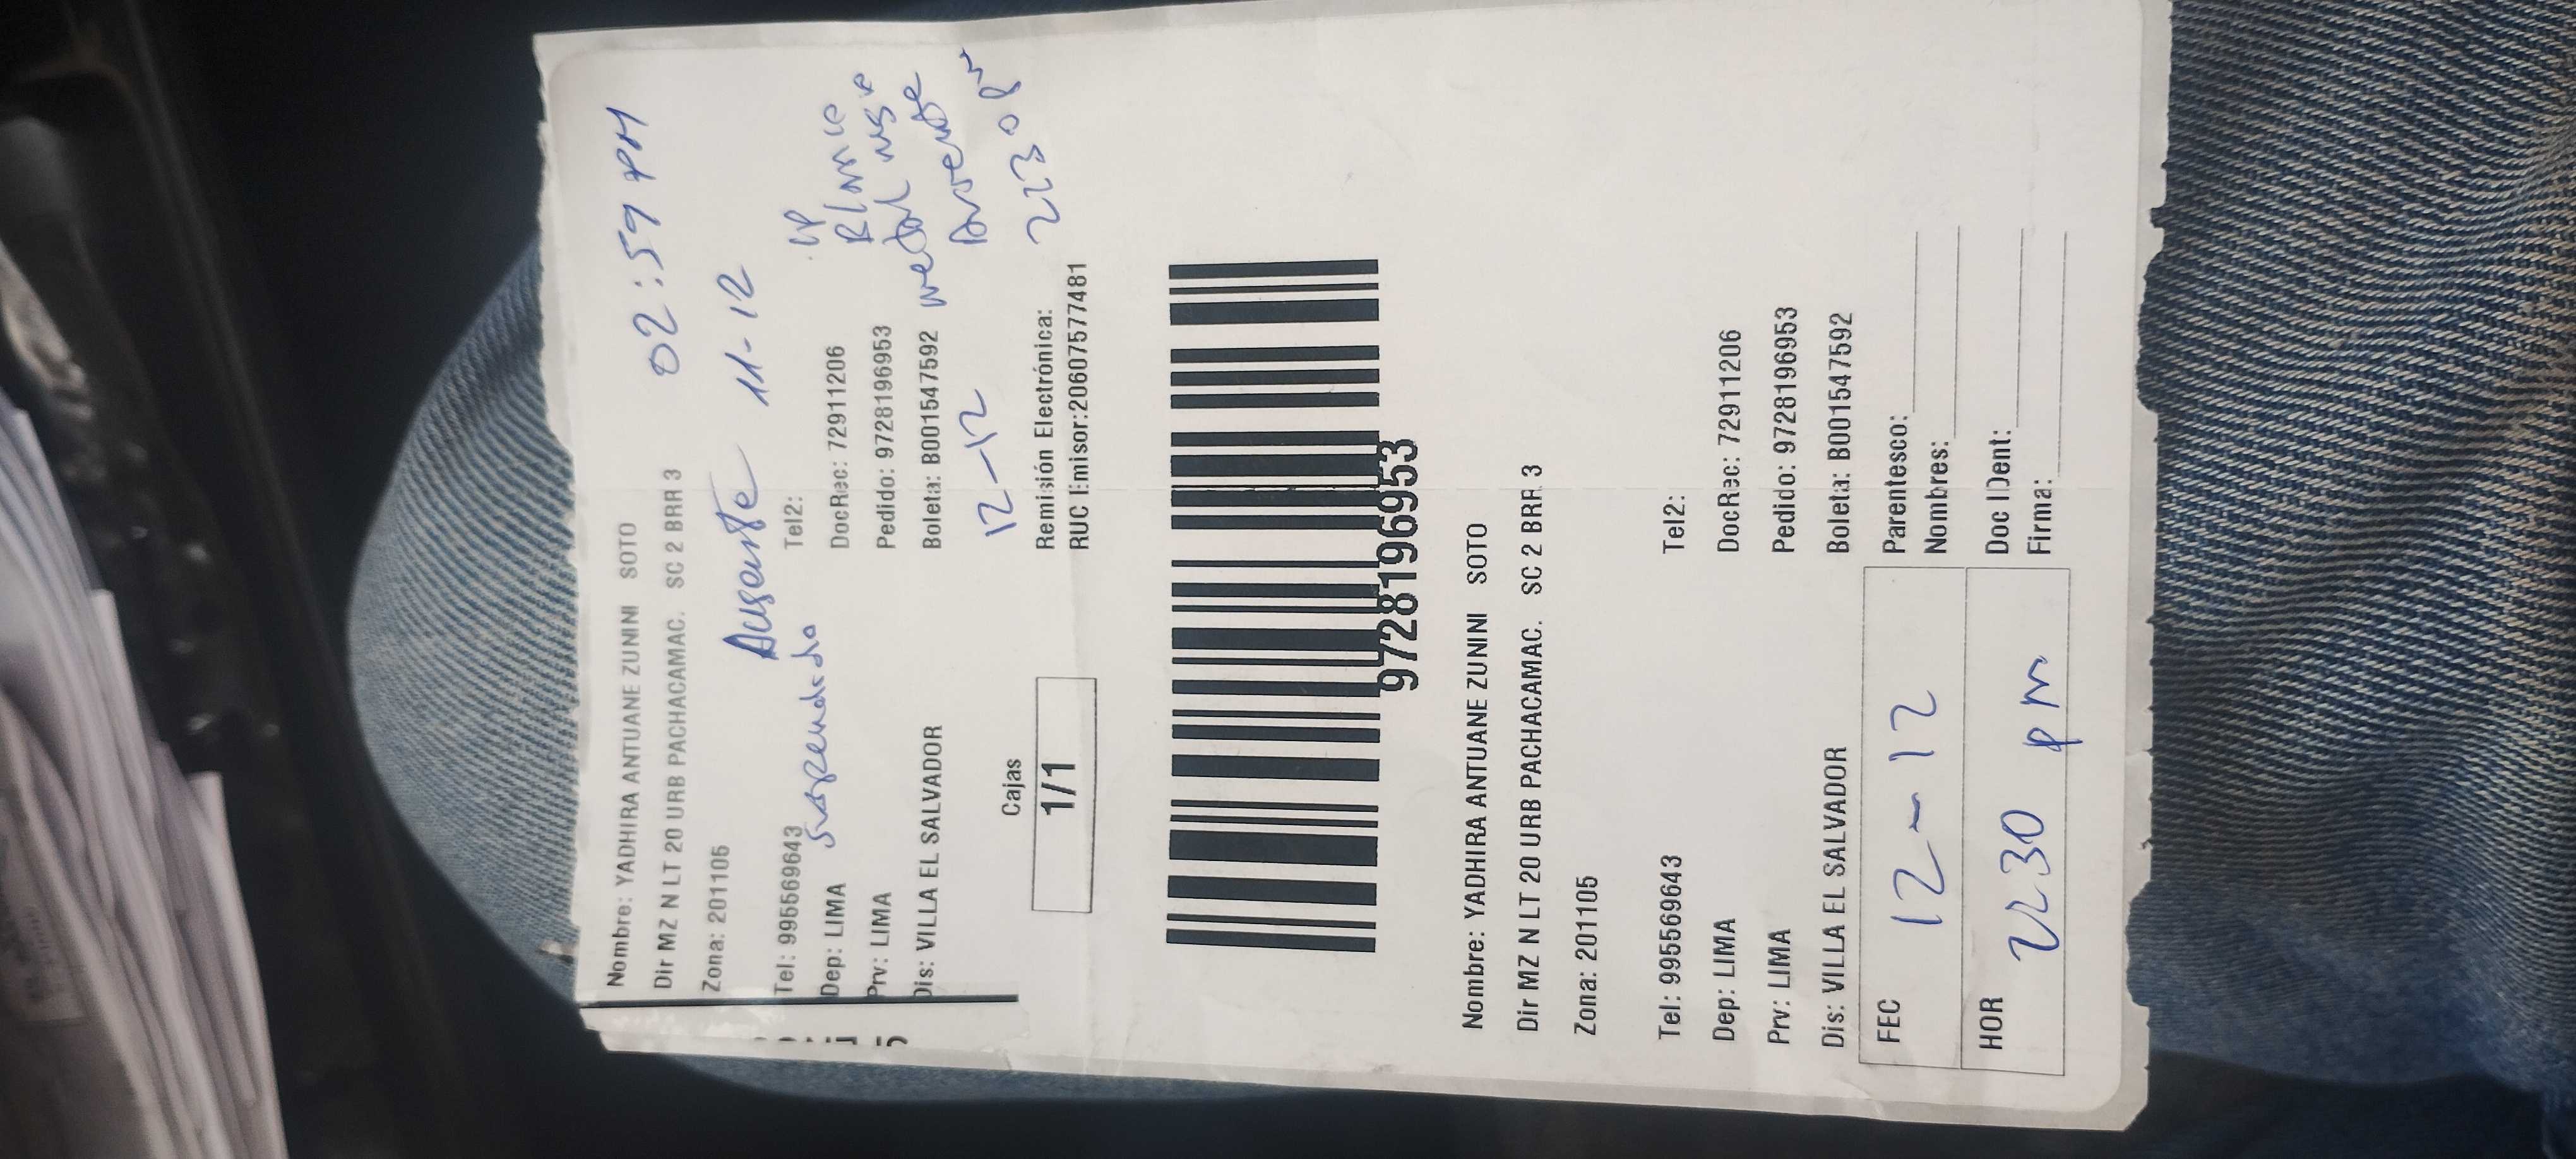 Nombre: YADHIRA ANTUANE ZUNINI SOTO
02:59 PM
Dir MZ N LT 20 URB PACHACAMAC. SC 2 BRR 3
Zona: 201105
Ausente 11-12
Tel: 995569643
Tel2:
suspendido
Dep: LIMA
DocRec: 72911206
Prv: LIMA
Pedido: 9728196953
Dis: VILLA EL SALVADOR
Boleta: B001547592
12-12
Cajas
1/1
Remisión Electrónica:
RUC Emisor:20607577481
9728196953
Nombre: YADHIRA ANTUANE ZUNINI SOTO
Dir MZ N LT 20 URB PACHACAMAC. SC 2 BRR 3
Zona: 201105
Tel: 995569643
Tel2:
Dep: LIMA
DocRec: 72911206
Prv: LIMA
Pedido: 9728196953
Dis: VILLA EL SALVADOR
Boleta: B001547592
FEC
12-12
Parentesco:
Nombres:
HOR
2230 pm
Doc IDent:
Firma: